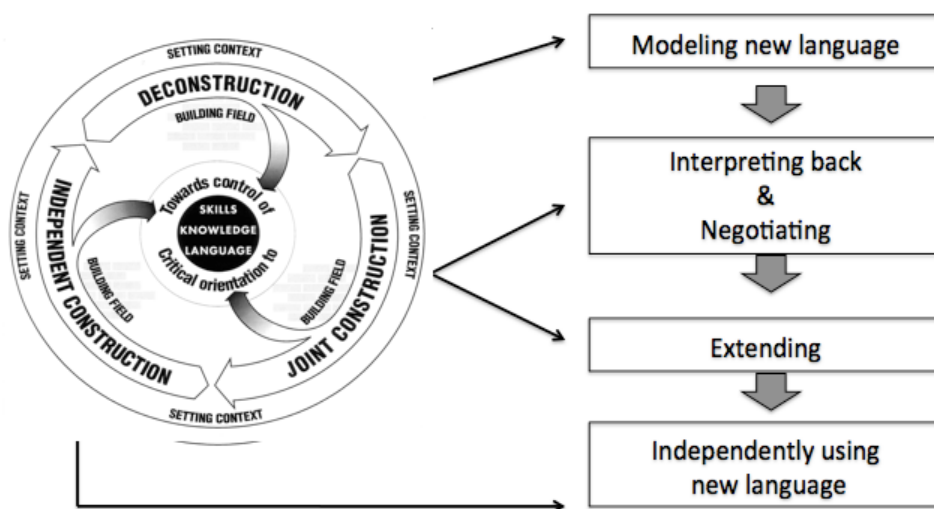 SETTING CONTEXT
DECONSTRUCTION
BUILDING FIELD
SETTING CONTEXT
INDEPENDENT CONSTRUCTION
BUILDING FIELD
Towards control of
SKILLS
KNOWLEDGE
LANGUAGE
Critical orientation to
BUILDING FIELD
JOINT CONSTRUCTION
SETTING CONTEXT
SETTING CONTEXT
Modeling new language
Interpreting back
&
Negotiating
Extending
Independently using
new language